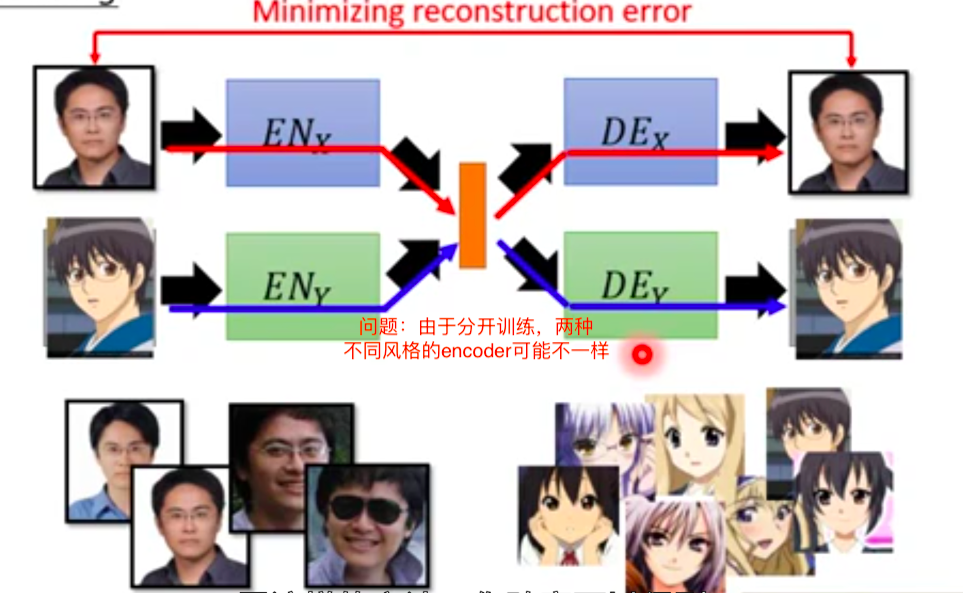 Minimizing reconstruction error
EN_X
DE_X
EN_Y
DE_Y
问题：由于分开训练，两种
不同风格的encoder可能不一样